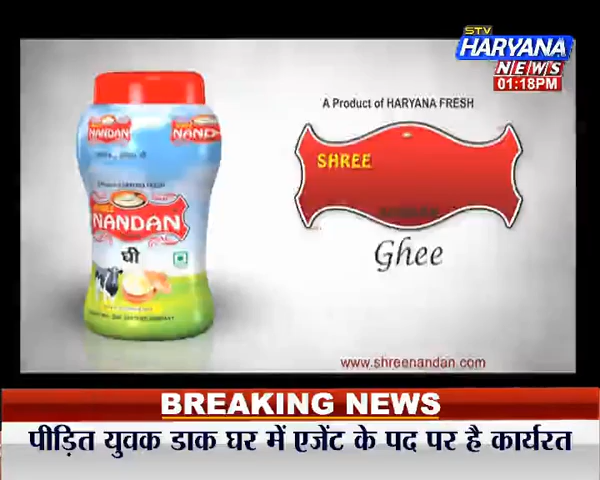 STV
HARYANA
NEWS
01:18PM
A Product of HARYANA FRESH
SHREE
Ghee
www.shreenandan.com
NANDAN
NANDAN
घी
BREAKING NEWS
पीड़ित युवक डाक घर में एजेंट के पद पर है कार्यरत